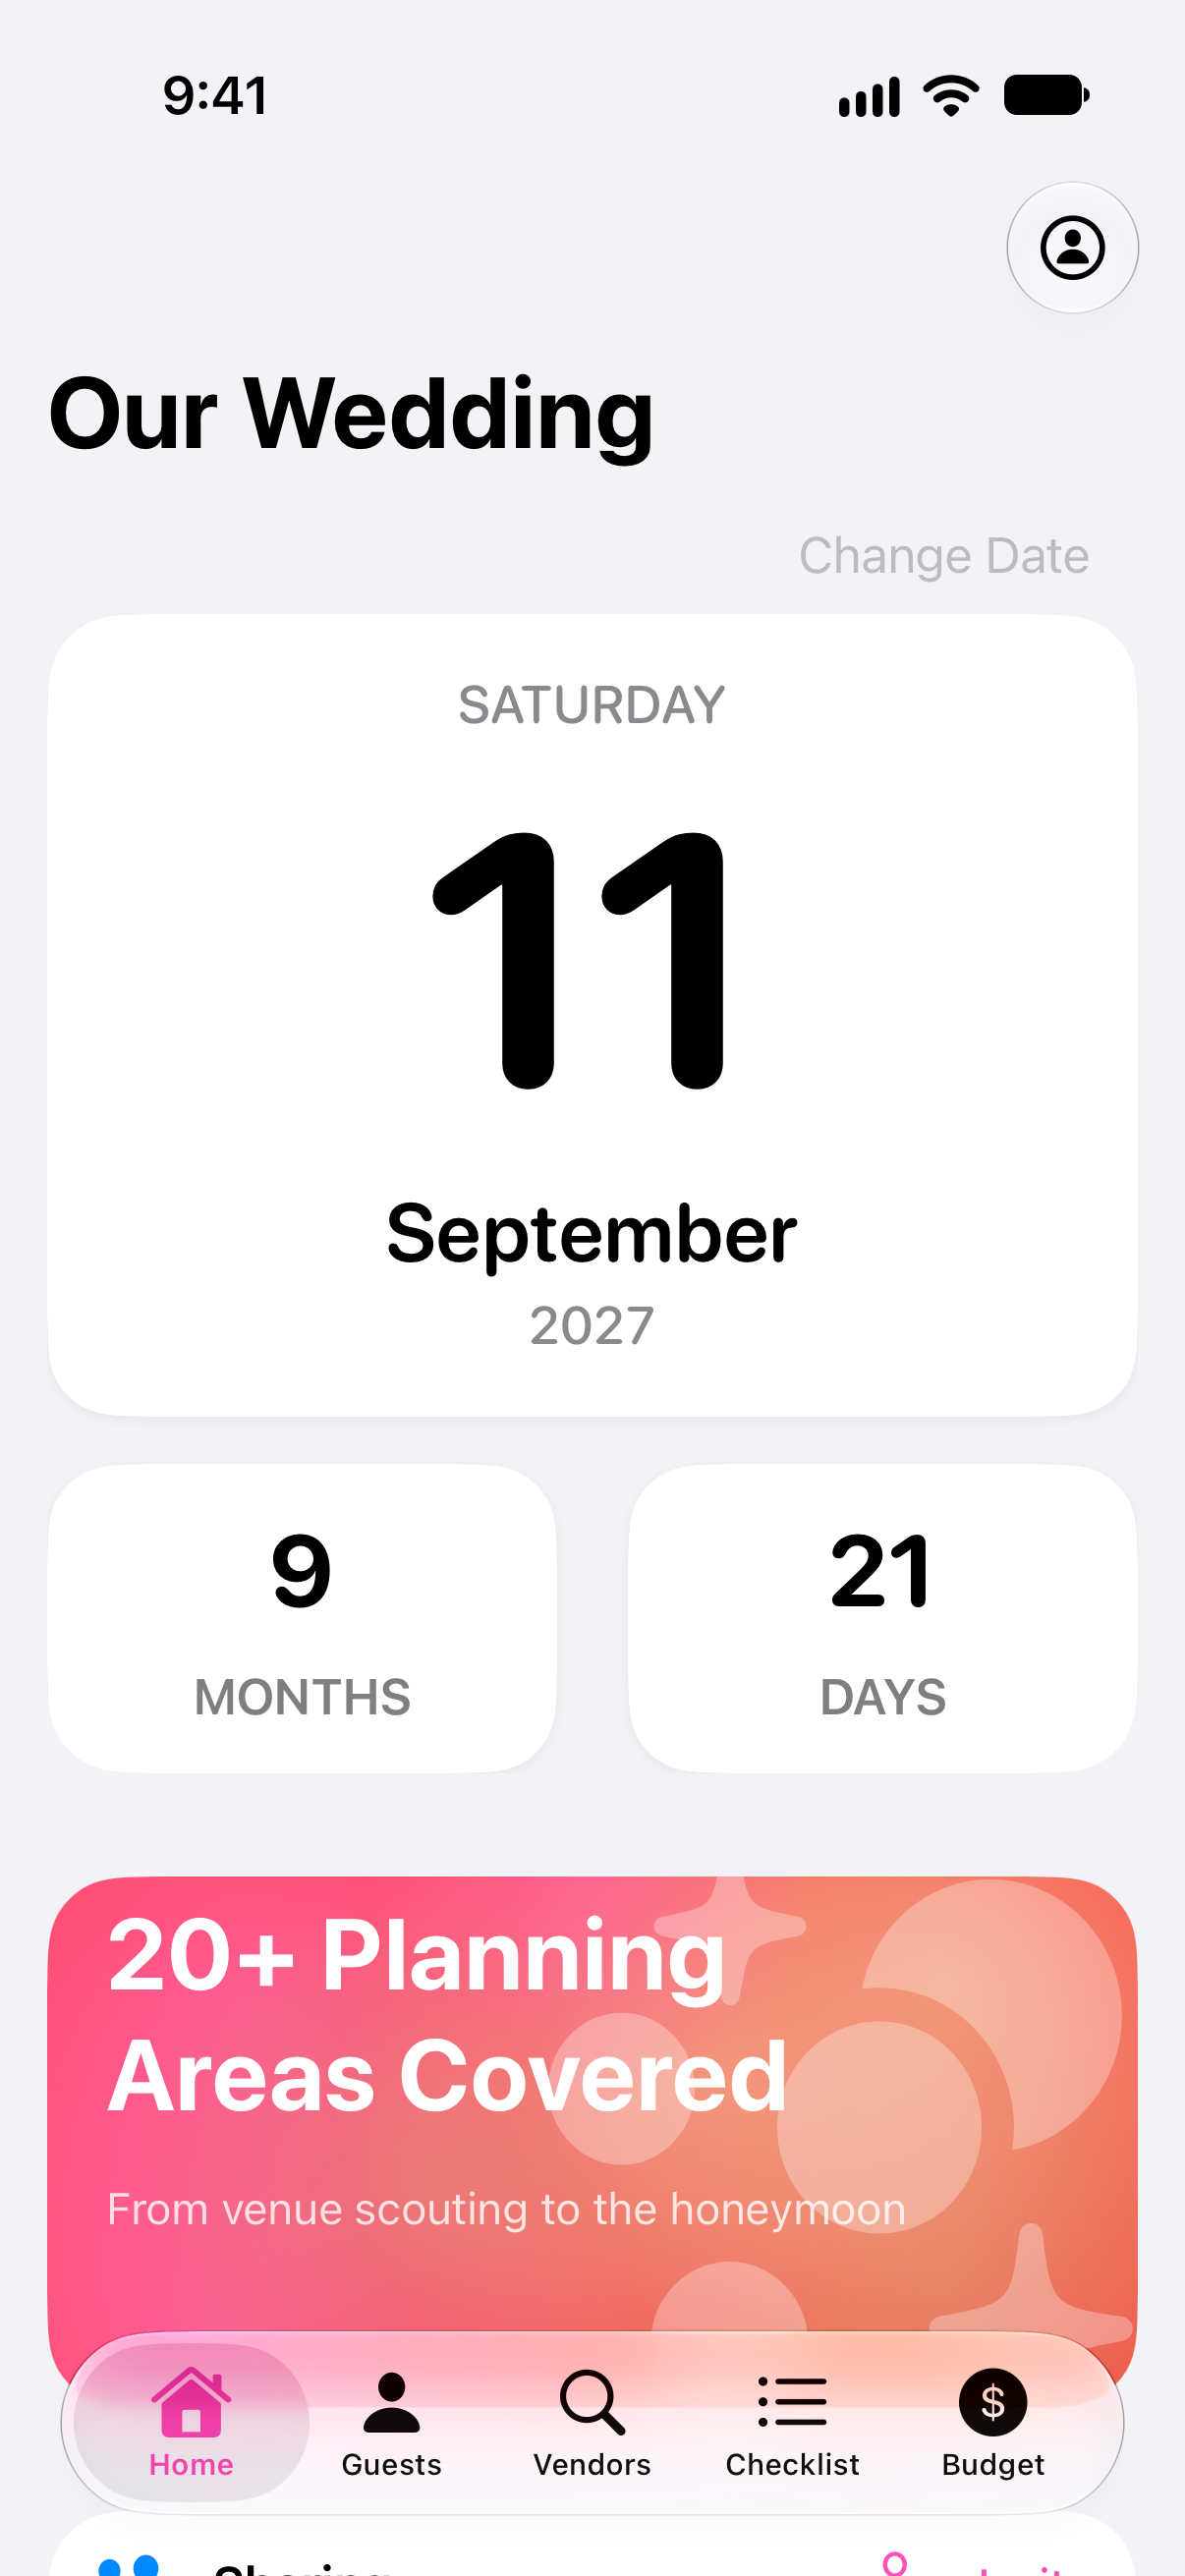 9:41
Our Wedding
Change Date
SATURDAY
11
September
2027
9
MONTHS
21
DAYS
20+ Planning
Areas Covered
From venue scouting to the honeymoon
Home
Guests
Vendors
Checklist
$
Budget